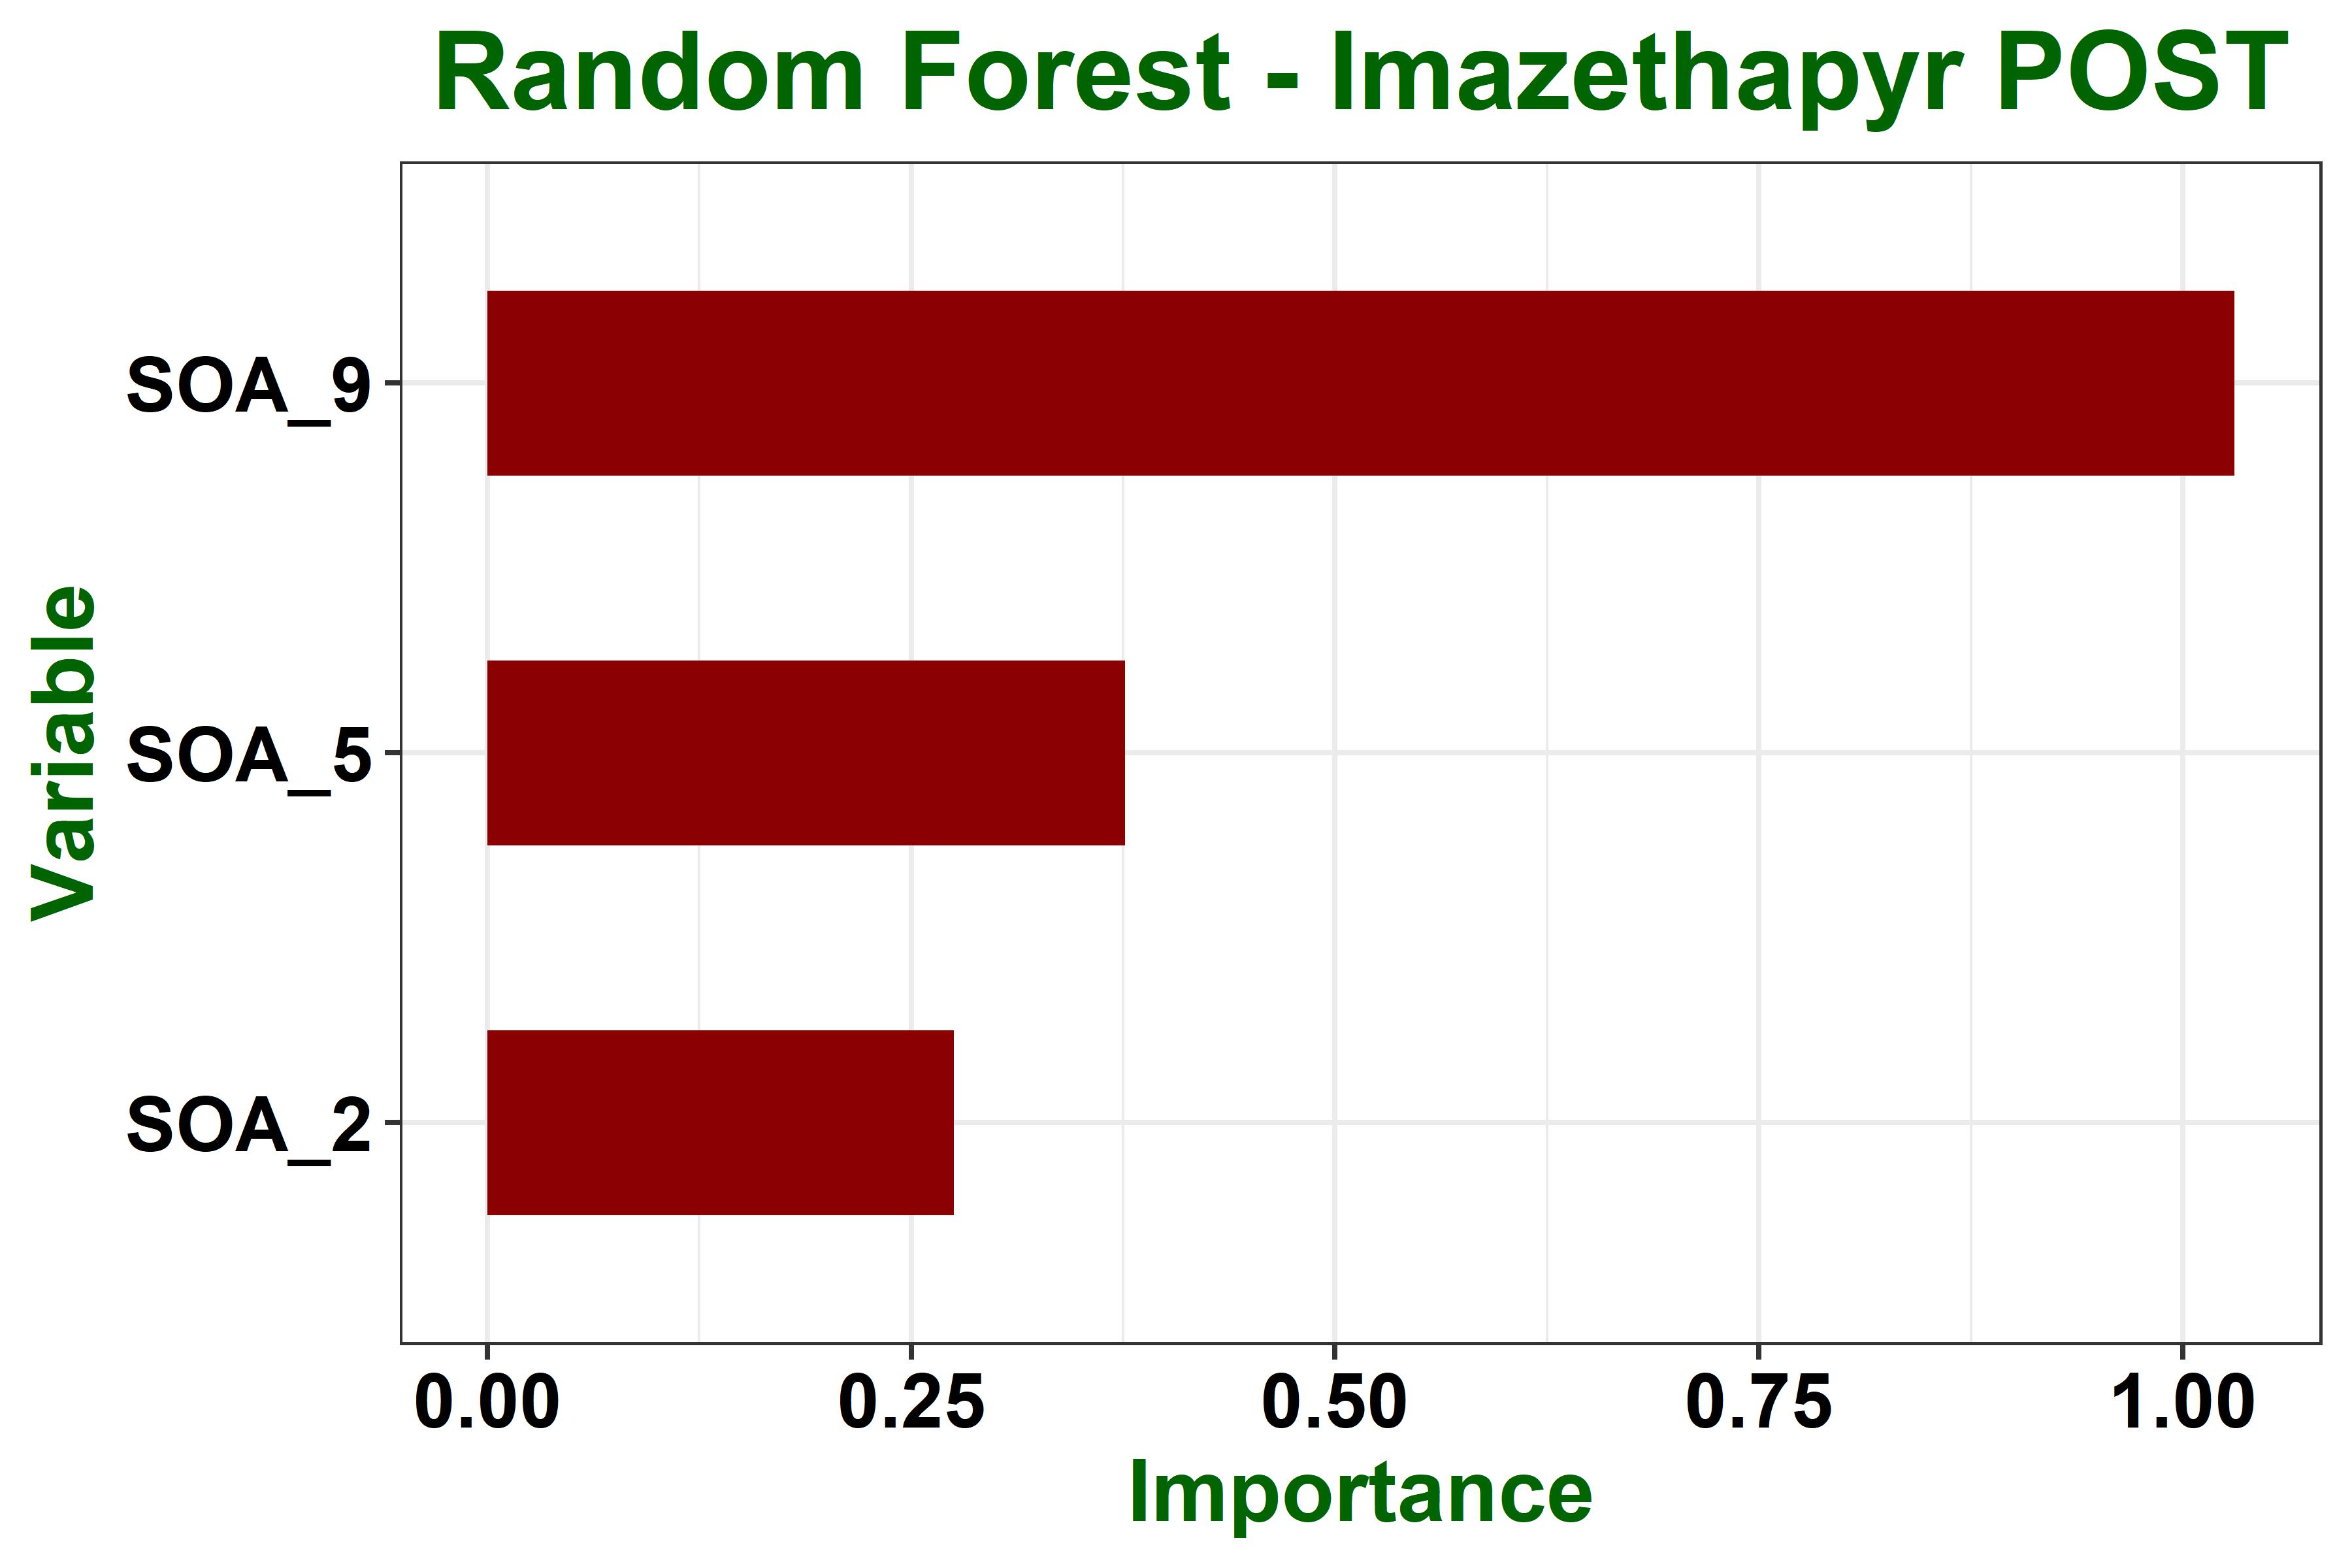 Random Forest - Imazethapyr POST
Variable
SOA_9
SOA_5
SOA_2
0.00 0.25 0.50 0.75 1.00
Importance